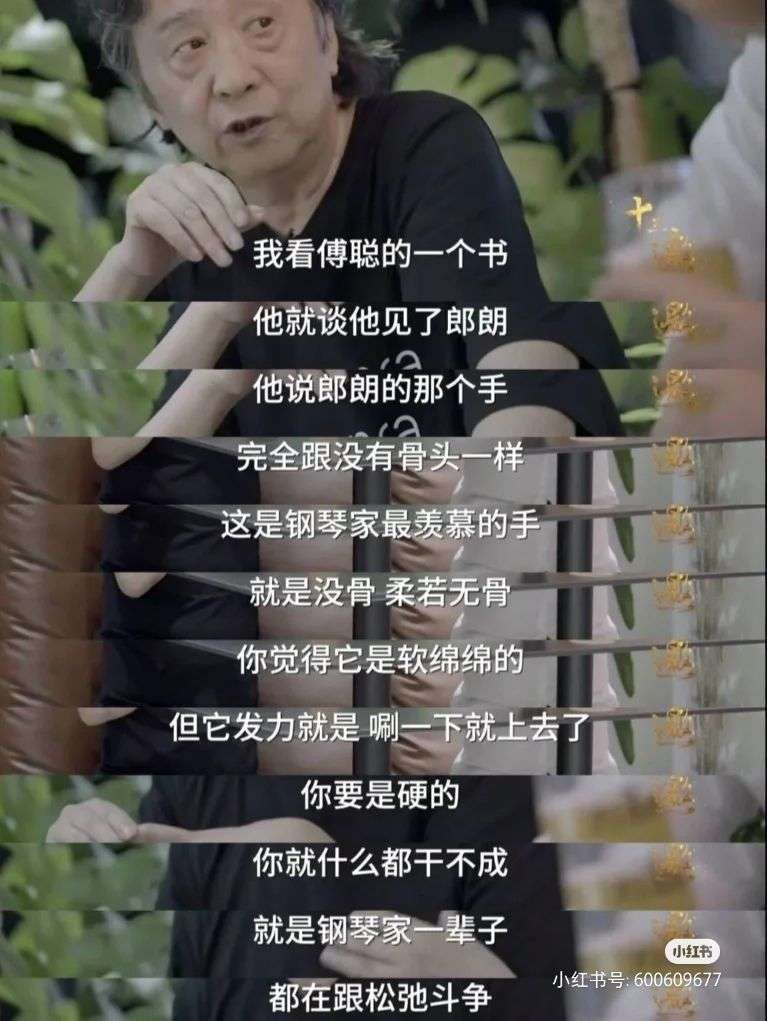 十三邀
我看傅聪的一个书
他就谈他见了郎朗
他说郎朗的那个手
完全跟没有骨头一样
这是钢琴家最羡慕的手
就是没骨 柔若无骨
你觉得它是软绵绵的
但它发力就是 唰一下就上去了
你要是硬的
你就什么都干不成
就是钢琴家一辈子
小红书
小红书号: 600609677
都在跟松弛斗争